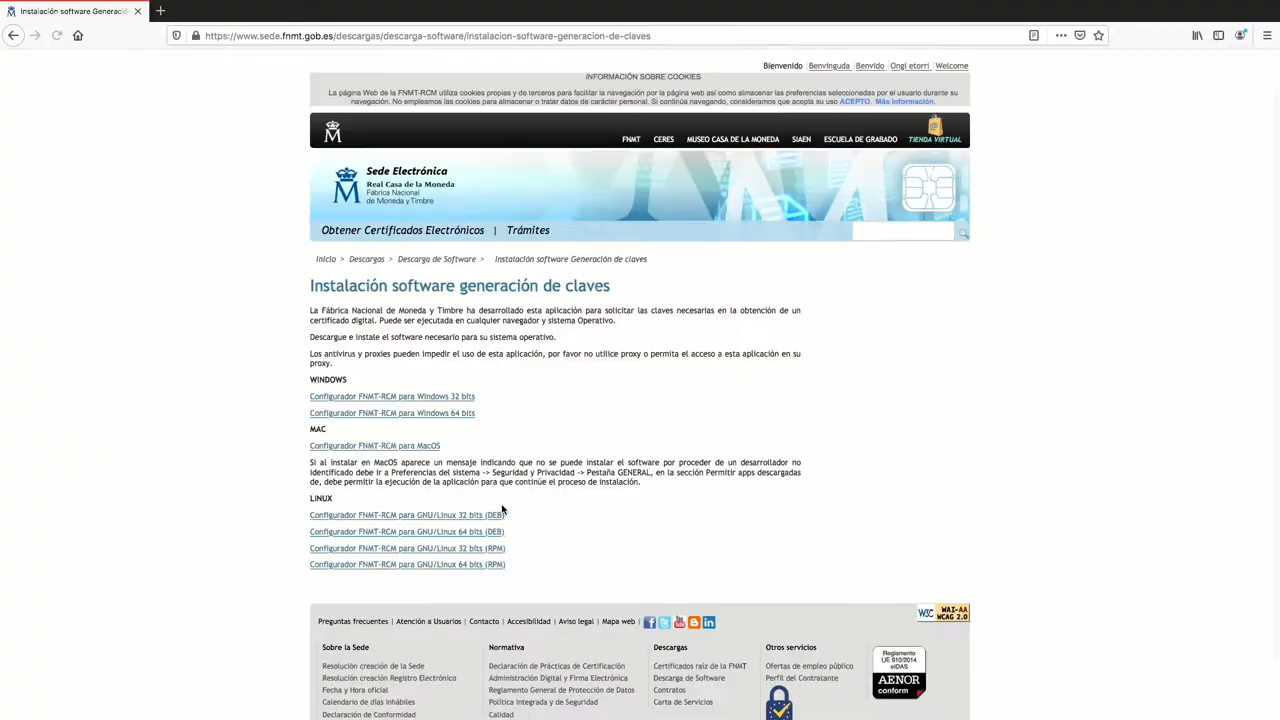 Instalación software Generació
https://www.sede.fnmt.gob.es/descargas/descarga-software/instalacion-software-generacion-de-claves
Bienvenido Benvinguda Benvido Ongi etorri Welcome
INFORMACIÓN SOBRE COOKIES
La página Web de la FNMT-RCM utiliza cookies propias y de terceros para facilitar la navegación por la página web así como almacenar las preferencias seleccionadas por el usuario durante su
navegación. No empleamos las cookies para almacenar o tratar datos de carácter personal. Si continúa navegando, consideramos que acepta su uso ACEPTO. Más información.
FNMT CERES MUSEO CASA DE LA MONEDA SIAEN ESCUELA DE GRABADO TIENDA VIRTUAL
Sede Electrónica
Real Casa de la Moneda
Fábrica Nacional
de Moneda y Timbre
Obtener Certificados Electrónicos | Trámites
Inicio > Descargas > Descarga de Software > Instalación software Generación de claves
Instalación software generación de claves
La Fábrica Nacional de Moneda y Timbre ha desarrollado esta aplicación para solicitar las claves necesarias en la obtención de un
certificado digital. Puede ser ejecutada en cualquier navegador y sistema Operativo.
Descargue e instale el software necesario para su sistema operativo.
Los antivirus y proxies pueden impedir el uso de esta aplicación, por favor no utilice proxy o permita el acceso a esta aplicación en su
proxy.
WINDOWS
Configurador FNMT-RCM para Windows 32 bits
Configurador FNMT-RCM para Windows 64 bits
MAC
Configurador FNMT-RCM para MacOS
Si al instalar en MacOS aparece un mensaje indicando que no se puede instalar el software por proceder de un desarrollador no
identificado debe ir a Preferencias del sistema -> Seguridad y Privacidad -> Pestaña GENERAL, en la sección Permitir apps descargadas
de, debe permitir la ejecución de la aplicación para que continúe el proceso de instalación.
LINUX
Configurador FNMT-RCM para GNU/Linux 32 bits (DEB)
Configurador FNMT-RCM para GNU/Linux 64 bits (DEB)
Configurador FNMT-RCM para GNU/Linux 32 bits (RPM)
Configurador FNMT-RCM para GNU/Linux 64 bits (RPM)
W3C WAI-AA
WCAG 2.0
Preguntas frecuentes | Atención a Usuarios | Contacto | Accesibilidad | Aviso legal | Mapa web |
Sobre la Sede Normativa Descargas Otros servicios
Resolución creación de la Sede Declaración de Prácticas de Certificación Certificados raíz de la FNMT Ofertas de empleo público
Resolución creación Registro Electrónico Administración Digital y Firma Electrónica Descarga de Software Perfil del Contratante
Fecha y Hora oficial Reglamento General de Protección de Datos Contratos
Calendario de días inhábiles Política Integrada y de Seguridad Carta de Servicios
Declaración de Conformidad Calidad
Reglamento
UE 910/2014
eIDAS
AENOR
conform